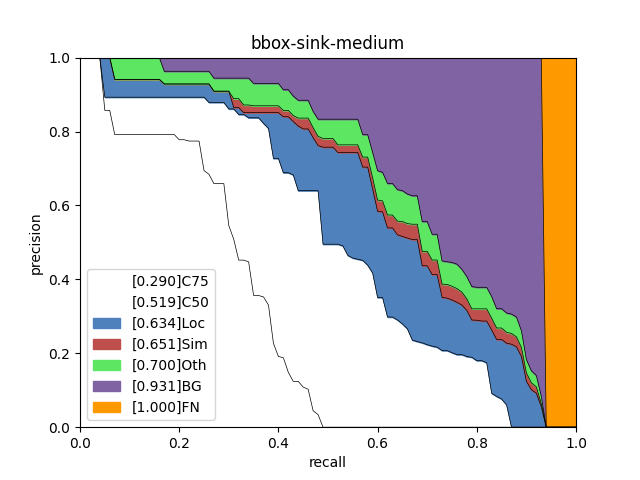 bbox-sink-medium
1.0
0.8
0.6
0.4
0.2
0.0
precision
[0.290]C75
[0.519]C50
[0.634]Loc
[0.651]Sim
[0.700]Oth
[0.931]BG
[1.000]FN
0.0 0.2 0.4 0.6 0.8 1.0
recall